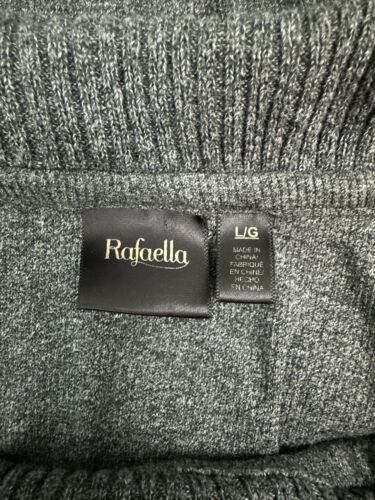 Rafaella
L/G
MADE IN
CHINA/
FABRIQUÉ
EN CHINE/
HECHO
EN CHINA